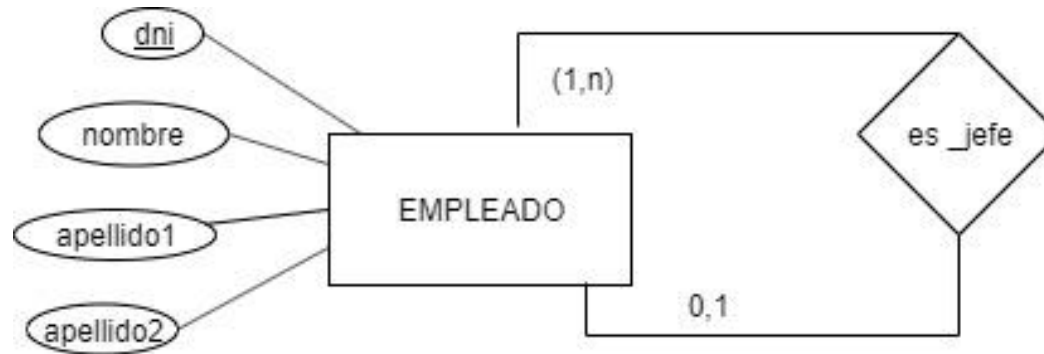 dni
(1,n)
nombre
es _jefe
EMPLEADO
apellido1
0,1
apellido2